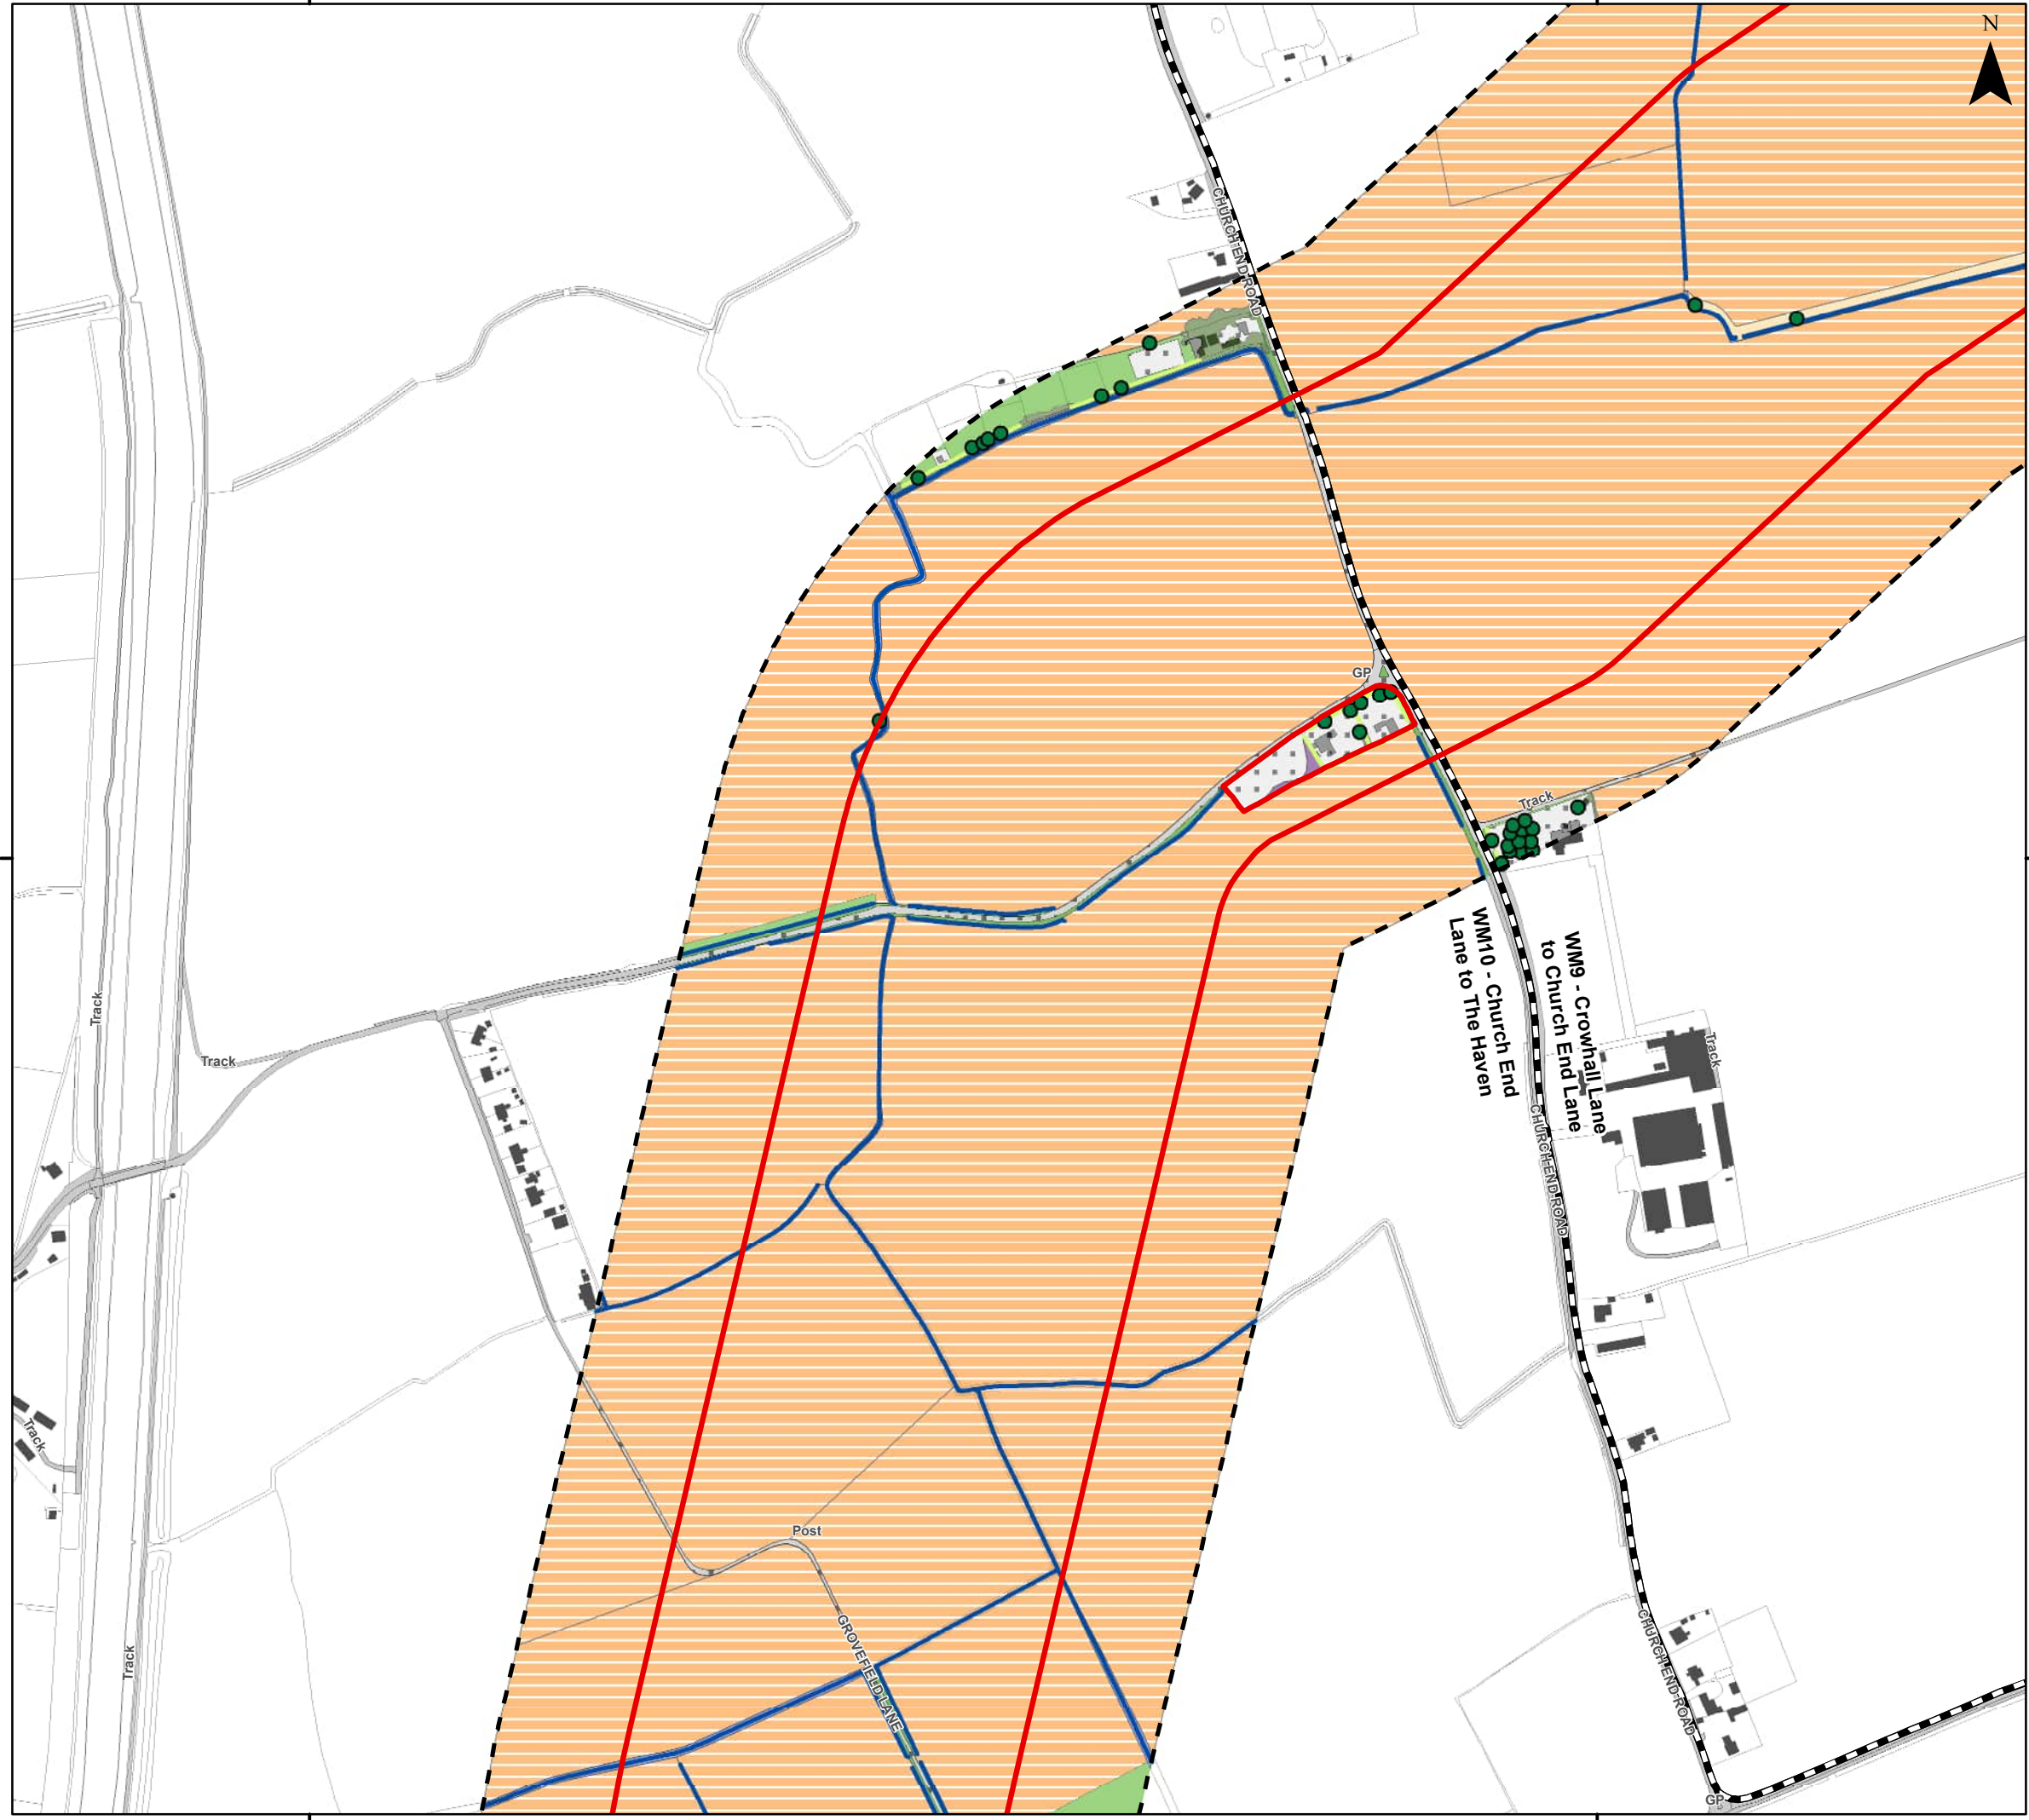 N
CHURCH END ROAD
GP
Track
WM10 - Church End
Lane to The Haven
WM9 - Crowhall Lane
to Church End Lane
Track
Track
Track
CHURCH END ROAD
Track
Post
GROVEFIELD LANE
CHURCH END ROAD
Track
GP